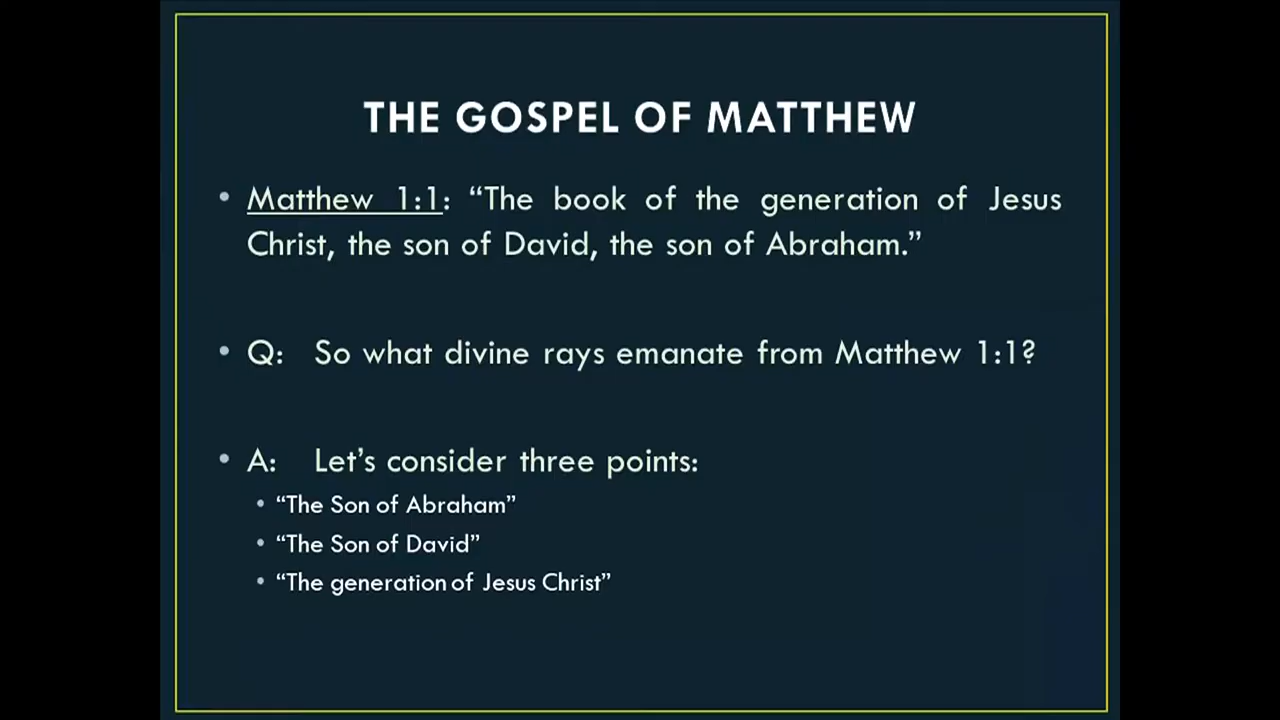 THE GOSPEL OF MATTHEW
• Matthew 1:1: “The book of the generation of Jesus
Christ, the son of David, the son of Abraham.”
• Q: So what divine rays emanate from Matthew 1:1?
• A: Let’s consider three points:
• “The Son of Abraham”
• “The Son of David”
• “The generation of Jesus Christ”